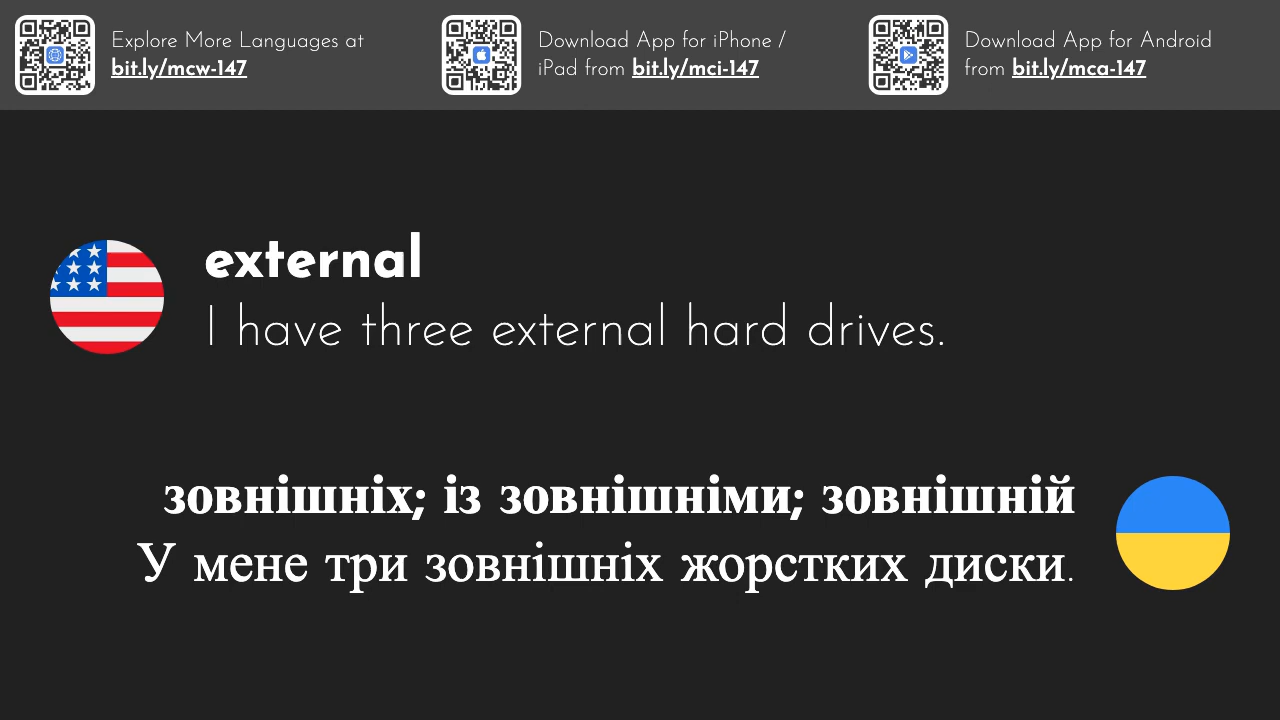 Explore More Languages at
bit.ly/mcw-147
Download App for iPhone /
iPad from bit.ly/mci-147
Download App for Android
from bit.ly/mca-147
external
I have three external hard drives.
зовнішніх; із зовнішніми; зовнішній
У мене три зовнішніх жорстких диски.